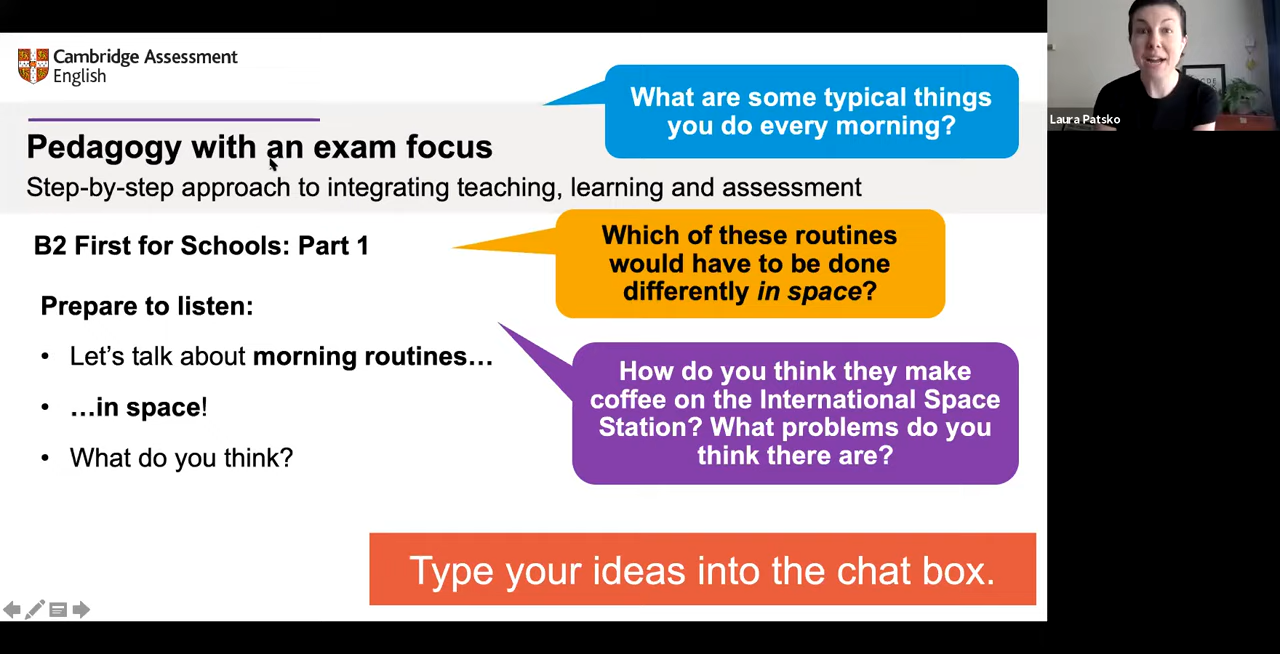 Cambridge Assessment
English
What are some typical things
you do every morning?
Laura Patsko
Pedagogy with an exam focus
Step-by-step approach to integrating teaching, learning and assessment
B2 First for Schools: Part 1
Which of these routines
would have to be done
differently in space?
Prepare to listen:
• Let’s talk about morning routines…
• …in space!
• What do you think?
How do you think they make
coffee on the International Space
Station? What problems do you
think there are?
Type your ideas into the chat box.